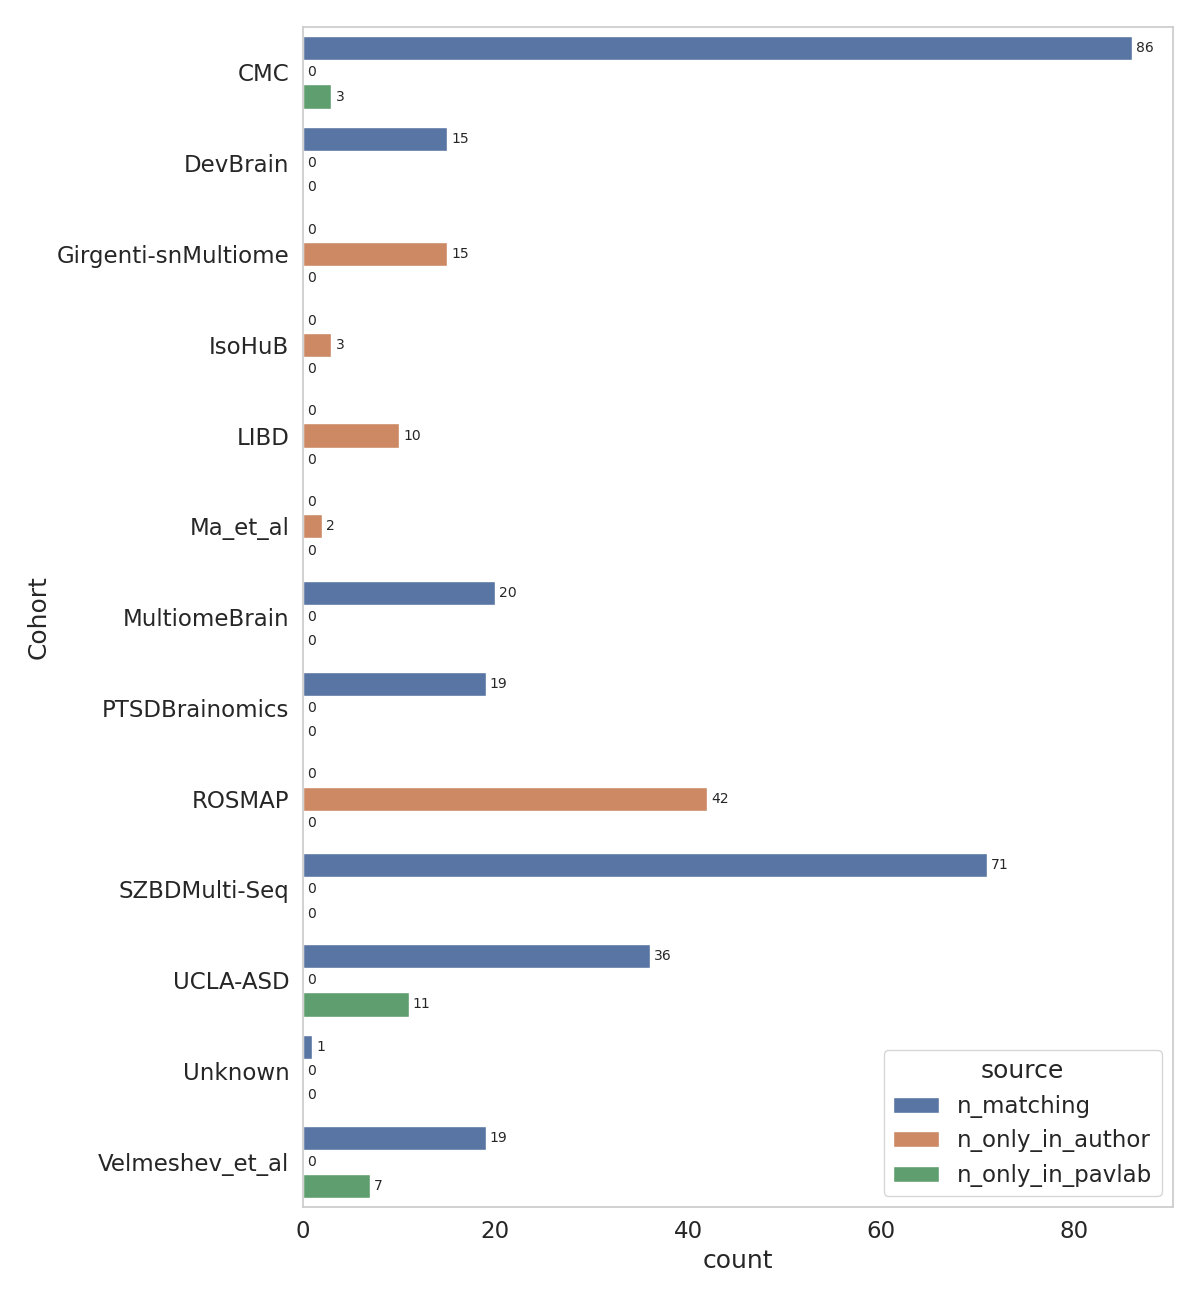 CMC
86
0
3
DevBrain
15
0
0
Girgenti-snMultiome
0
15
0
IsoHuB
0
3
0
LIBD
0
10
0
Ma_et_al
0
2
0
MultiomeBrain
20
0
0
PTSDBrainomics
19
0
0
ROSMAP
0
42
0
SZBDMulti-Seq
71
0
0
UCLA-ASD
36
0
11
Unknown
1
0
0
Velmeshev_et_al
19
0
7
Cohort
source
n_matching
n_only_in_author
n_only_in_pavlab
0 20 40 60 80
count